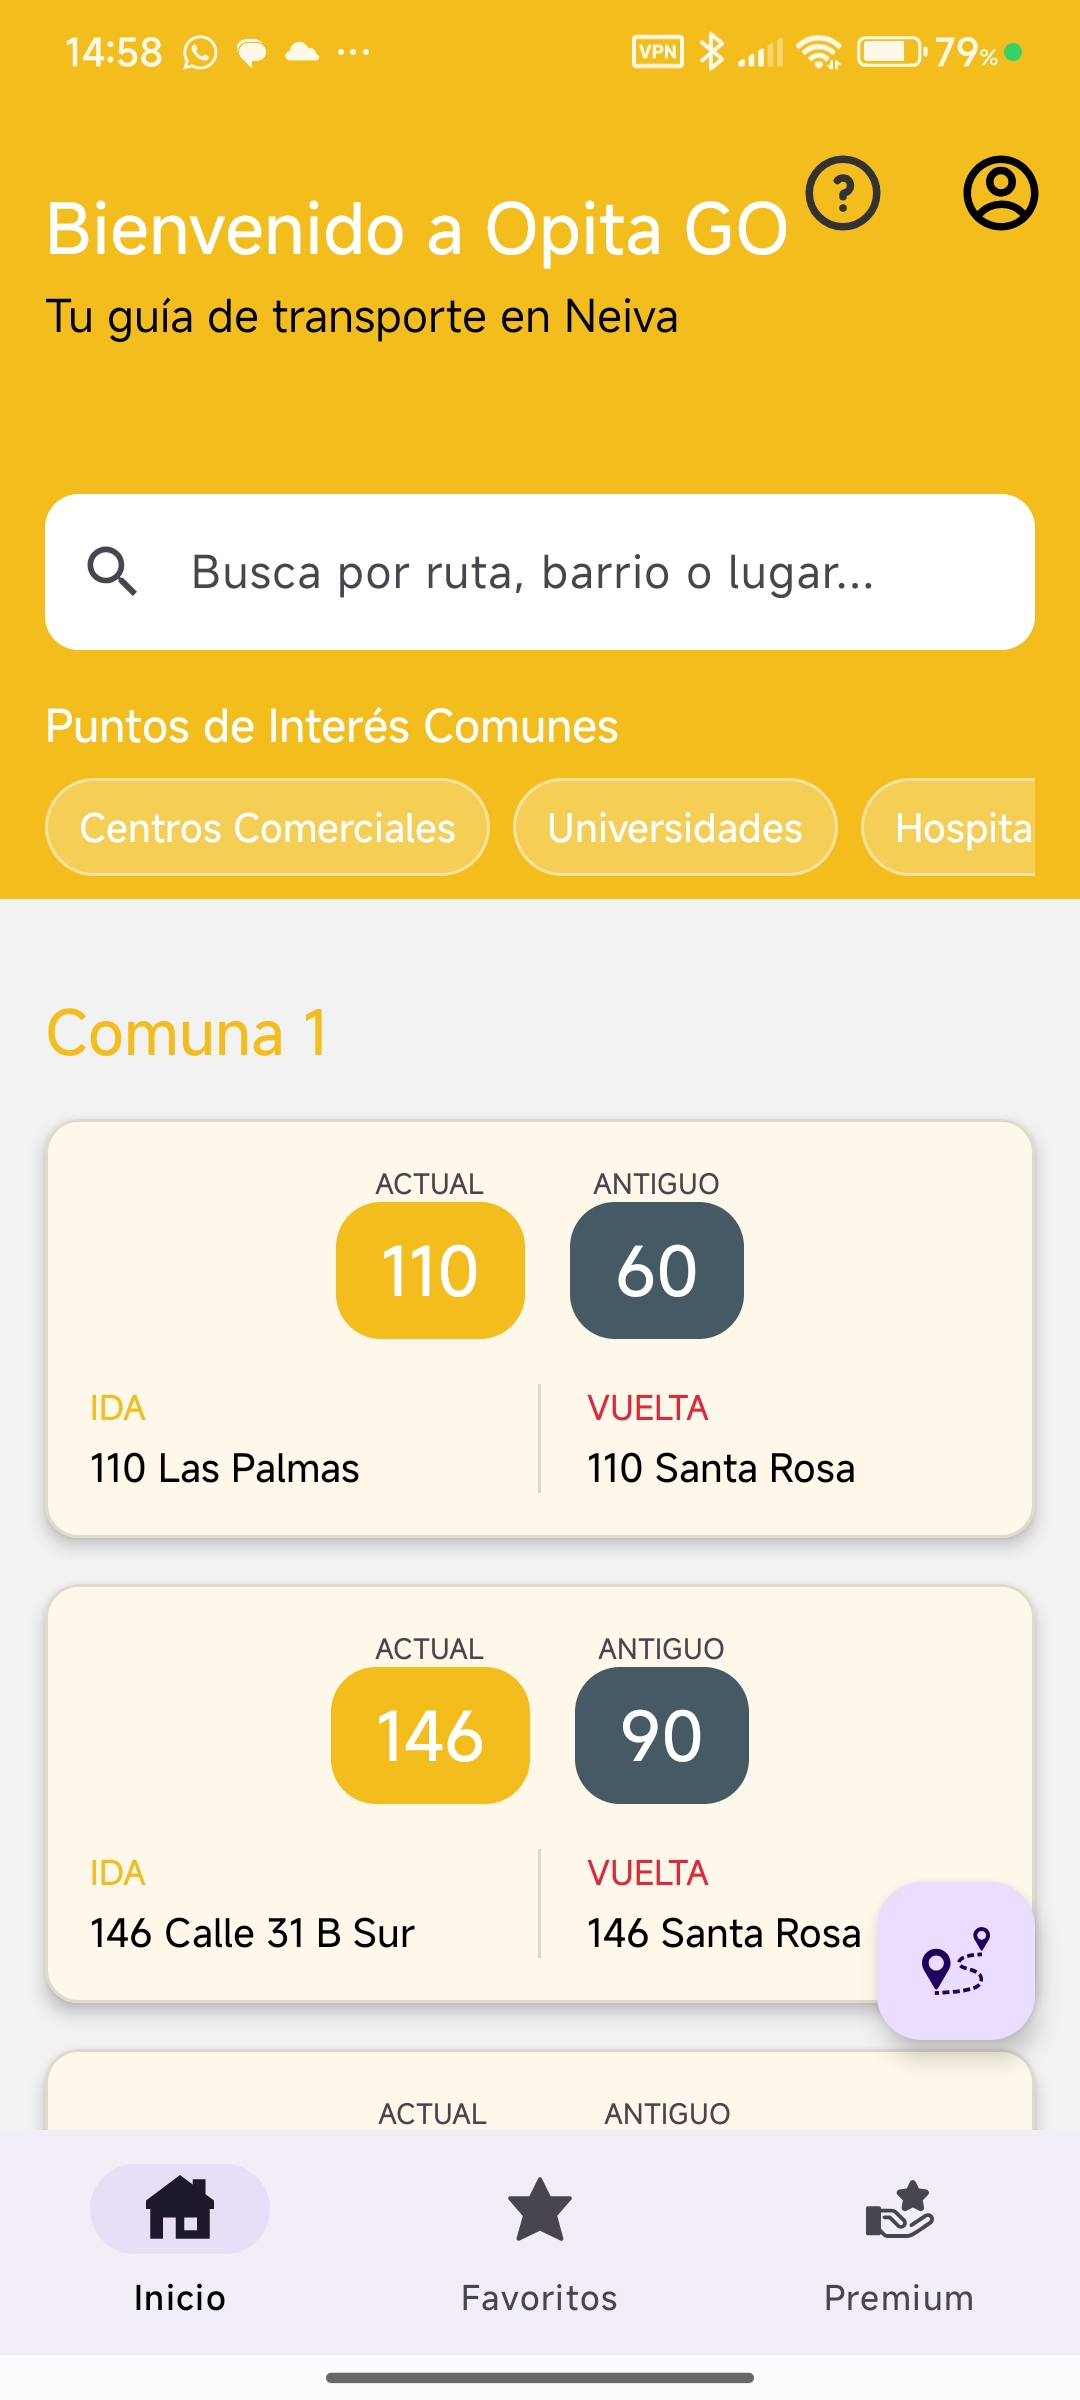 14:58
VPN
79%
Bienvenido a Opita GO
Tu guía de transporte en Neiva
Busca por ruta, barrio o lugar...
Puntos de Interés Comunes
Centros Comerciales
Universidades
Hospita
Comuna 1
ACTUAL
ANTIGUO
110
60
IDA
VUELTA
110 Las Palmas
110 Santa Rosa
ACTUAL
ANTIGUO
146
90
IDA
VUELTA
146 Calle 31 B Sur
146 Santa Rosa
ACTUAL
ANTIGUO
Inicio
Favoritos
Premium